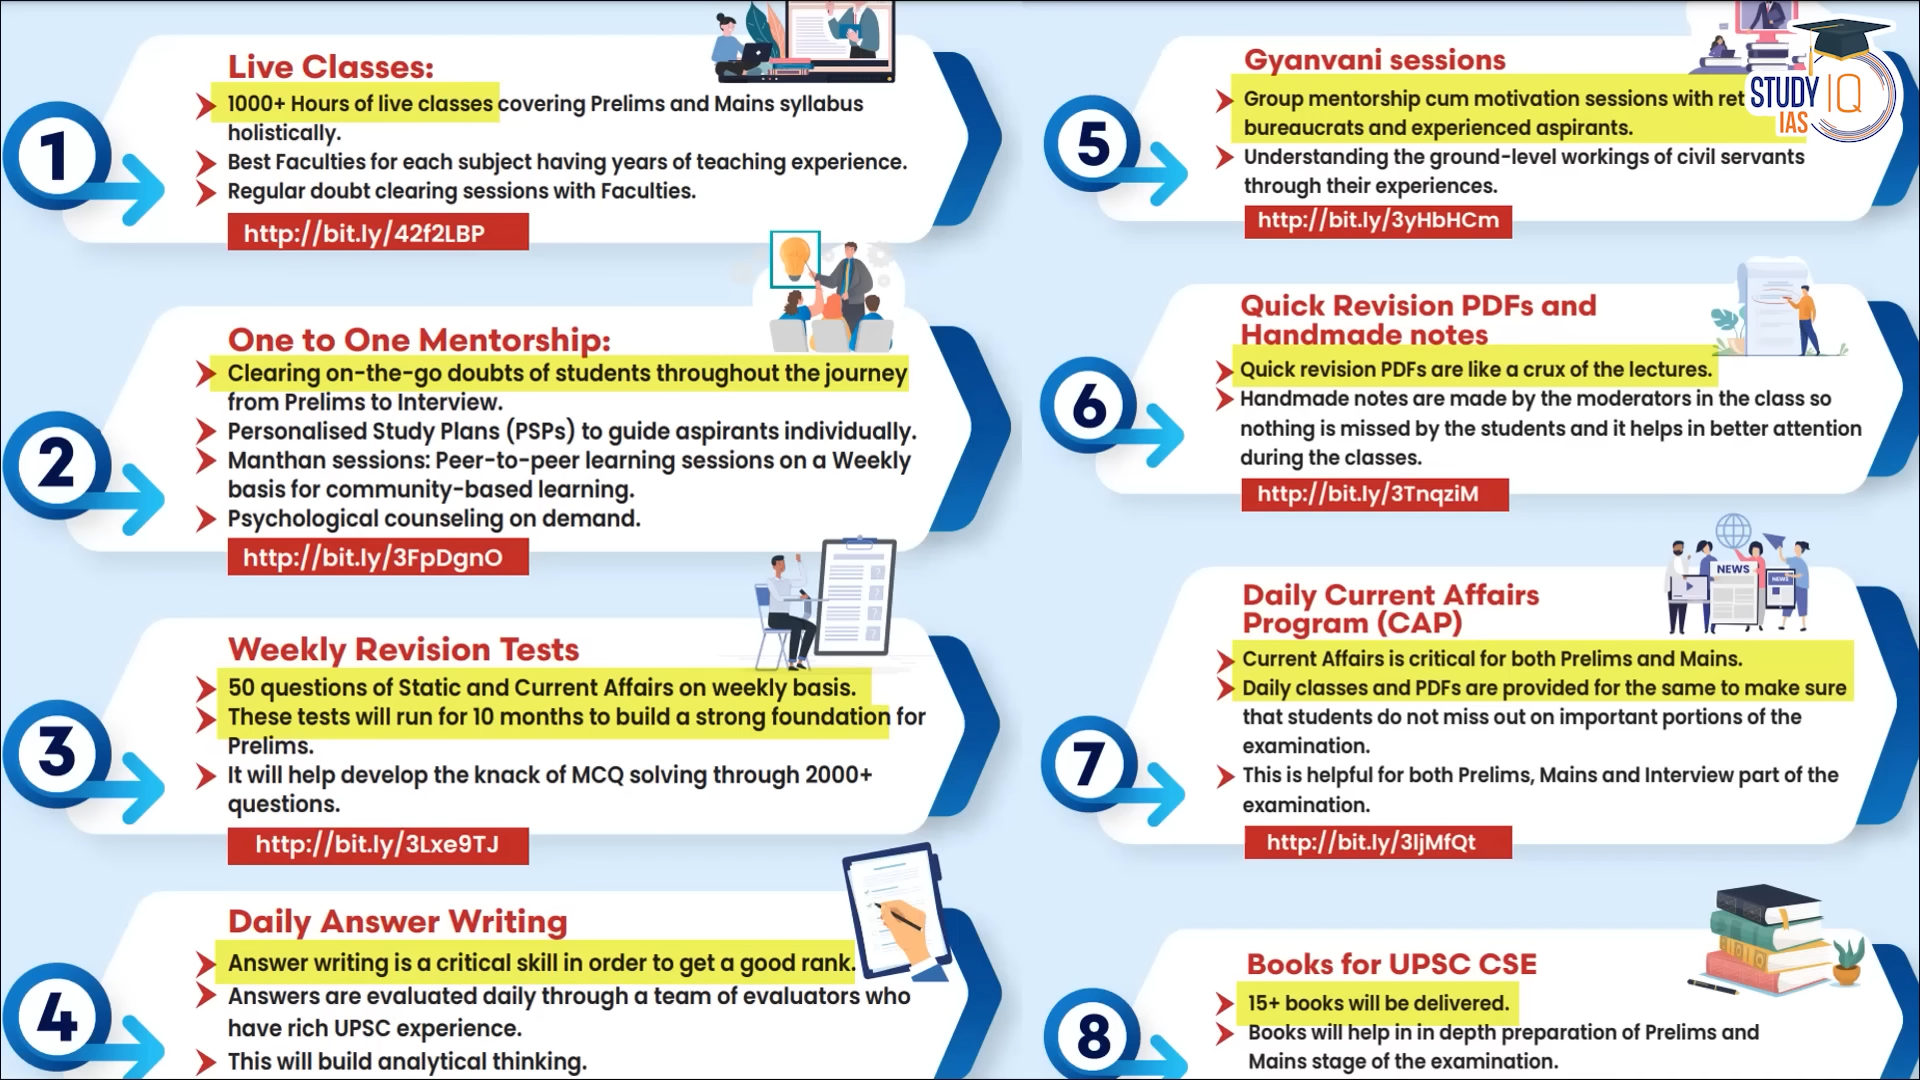 1
Live Classes:
1000+ Hours of live classes covering Prelims and Mains syllabus
holistically.
Best Faculties for each subject having years of teaching experience.
Regular doubt clearing sessions with Faculties.
http://bit.ly/42f2LBP
2
One to One Mentorship:
Clearing on-the-go doubts of students throughout the journey
from Prelims to Interview.
Personalised Study Plans (PSPs) to guide aspirants individually.
Manthan sessions: Peer-to-peer learning sessions on a Weekly
basis for community-based learning.
Psychological counseling on demand.
http://bit.ly/3FpDgnO
3
Weekly Revision Tests
50 questions of Static and Current Affairs on weekly basis.
These tests will run for 10 months to build a strong foundation for
Prelims.
It will help develop the knack of MCQ solving through 2000+
questions.
http://bit.ly/3Lxe9TJ
4
Daily Answer Writing
Answer writing is a critical skill in order to get a good rank.
Answers are evaluated daily through a team of evaluators who
have rich UPSC experience.
This will build analytical thinking.
5
Gyanvani sessions
Group mentorship cum motivation sessions with ret
bureaucrats and experienced aspirants.
Understanding the ground-level workings of civil servants
through their experiences.
http://bit.ly/3yHbHCm
STUDY IQ
IAS
6
Quick Revision PDFs and
Handmade notes
Quick revision PDFs are like a crux of the lectures.
Handmade notes are made by the moderators in the class so
nothing is missed by the students and it helps in better attention
during the classes.
http://bit.ly/3TnqziM
7
NEWS
NEWS
Daily Current Affairs
Program (CAP)
Current Affairs is critical for both Prelims and Mains.
Daily classes and PDFs are provided for the same to make sure
that students do not miss out on important portions of the
examination.
This is helpful for both Prelims, Mains and Interview part of the
examination.
http://bit.ly/3ljMfQt
8
Books for UPSC CSE
15+ books will be delivered.
Books will help in in depth preparation of Prelims and
Mains stage of the examination.